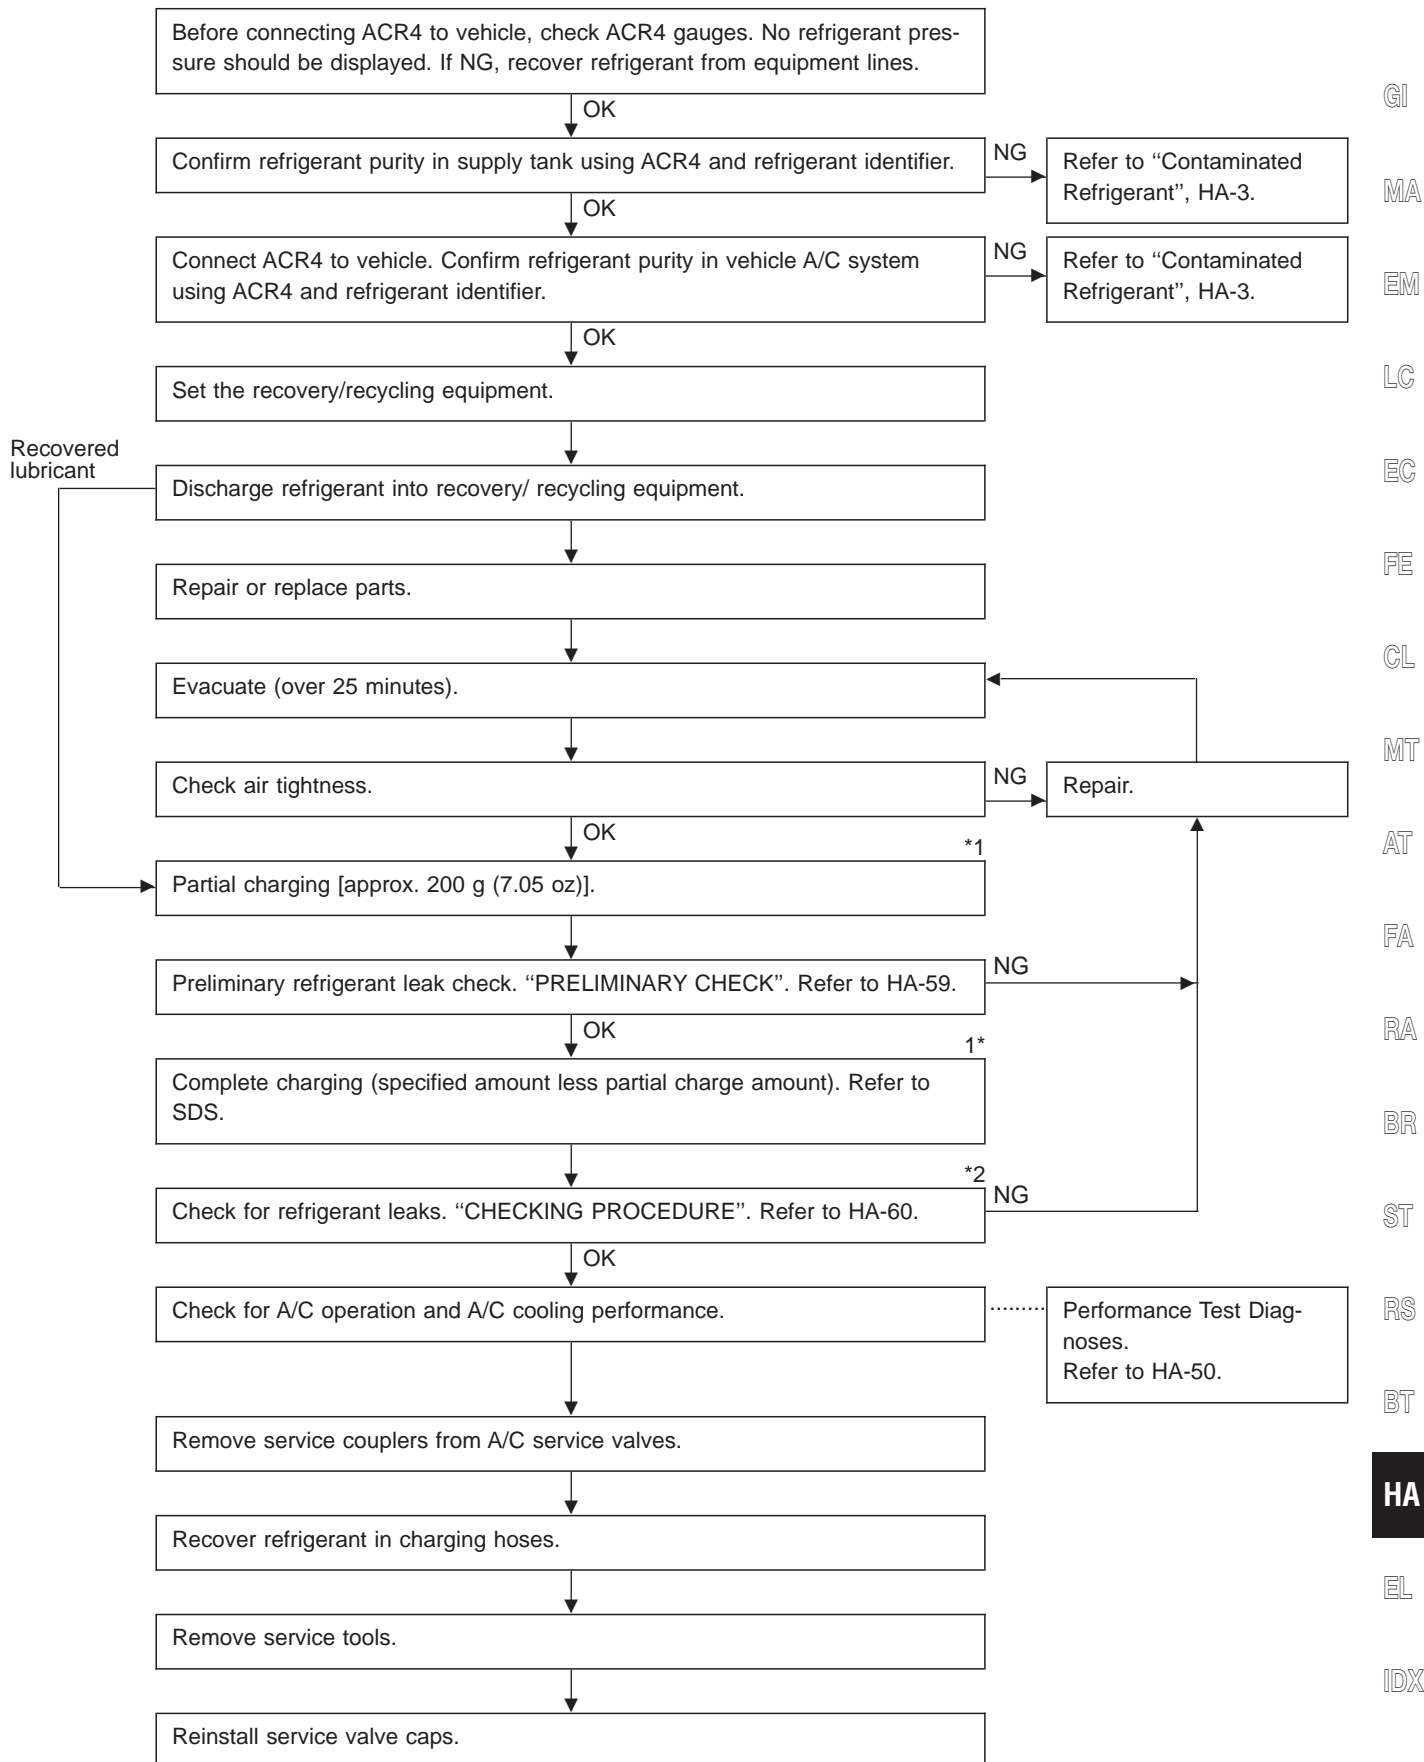 Before connecting ACR4 to vehicle, check ACR4 gauges. No refrigerant pres-
sure should be displayed. If NG, recover refrigerant from equipment lines.
OK
Confirm refrigerant purity in supply tank using ACR4 and refrigerant identifier.
NG
Refer to “Contaminated
Refrigerant”, HA-3.
OK
Connect ACR4 to vehicle. Confirm refrigerant purity in vehicle A/C system
using ACR4 and refrigerant identifier.
NG
Refer to “Contaminated
Refrigerant”, HA-3.
OK
Set the recovery/recycling equipment.
Recovered
lubricant
Discharge refrigerant into recovery/ recycling equipment.
Repair or replace parts.
Evacuate (over 25 minutes).
Check air tightness.
NG
Repair.
OK
*1
Partial charging [approx. 200 g (7.05 oz)].
Preliminary refrigerant leak check. “PRELIMINARY CHECK”. Refer to HA-59.
NG
OK
1*
Complete charging (specified amount less partial charge amount). Refer to
SDS.
*2
Check for refrigerant leaks. “CHECKING PROCEDURE”. Refer to HA-60.
NG
OK
Check for A/C operation and A/C cooling performance.
Performance Test Diag-
noses.
Refer to HA-50.
Remove service couplers from A/C service valves.
Recover refrigerant in charging hoses.
Remove service tools.
Reinstall service valve caps.
GI
MA
EM
LC
EC
FE
CL
MT
AT
FA
RA
BR
ST
RS
BT
HA
EL
IDX